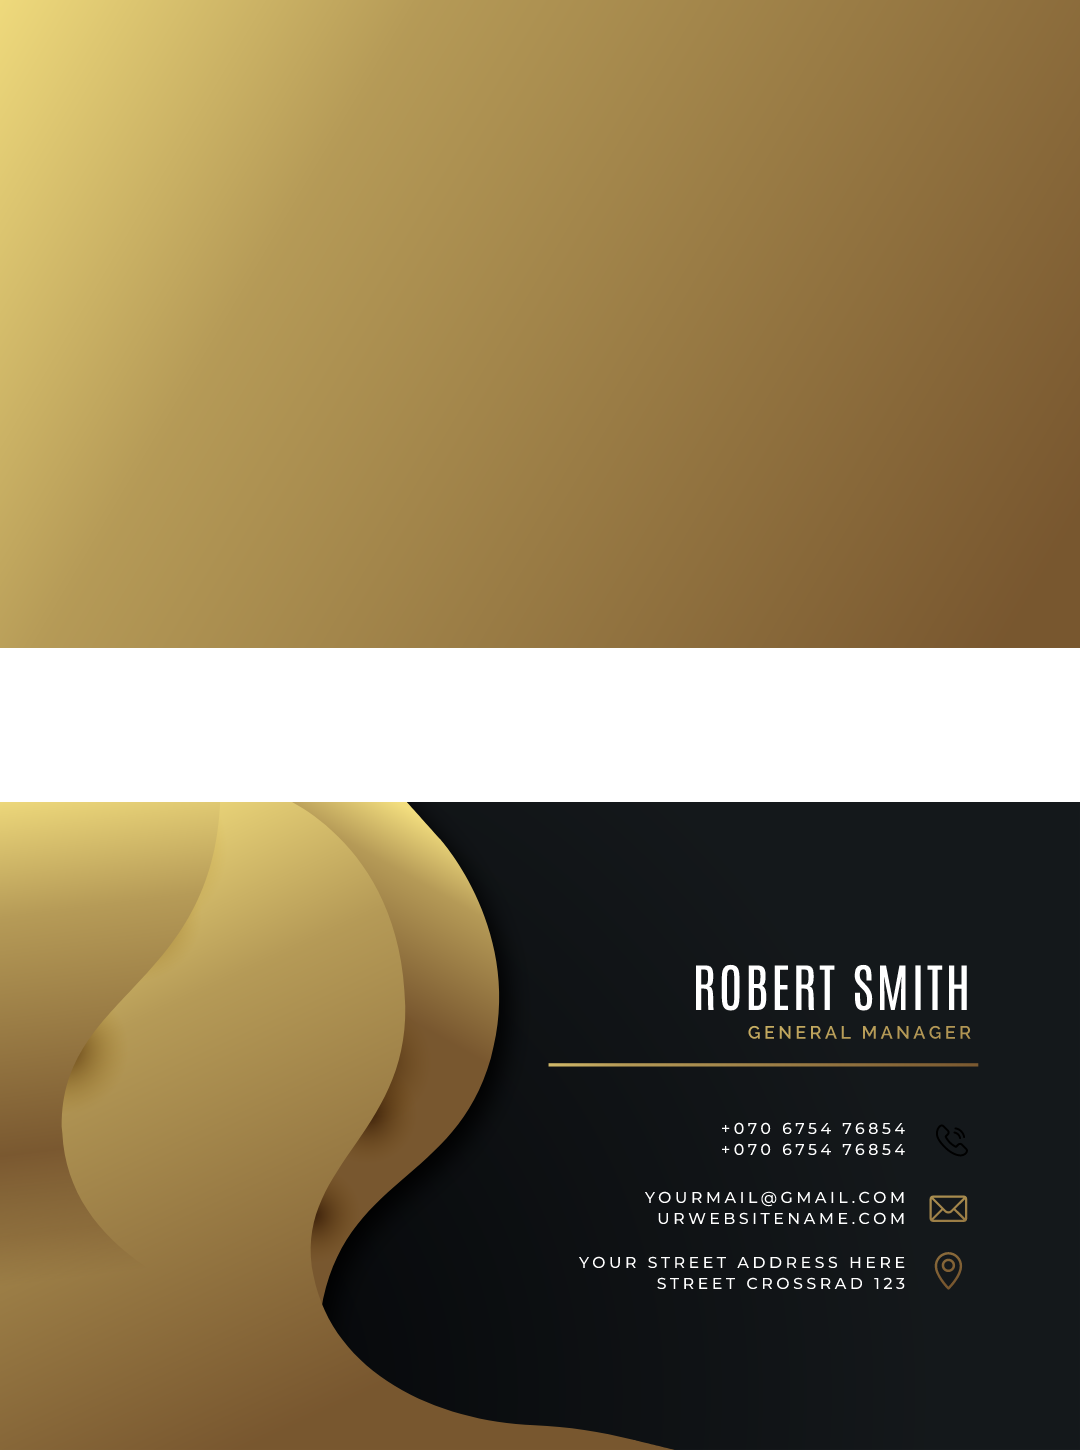 ROBERT SMITH
GENERAL MANAGER
+070 6754 76854
+070 6754 76854
YOURMAIL@GMAIL.COM
URWEBSITENAME.COM
YOUR STREET ADDRESS HERE
STREET CROSSRAD 123